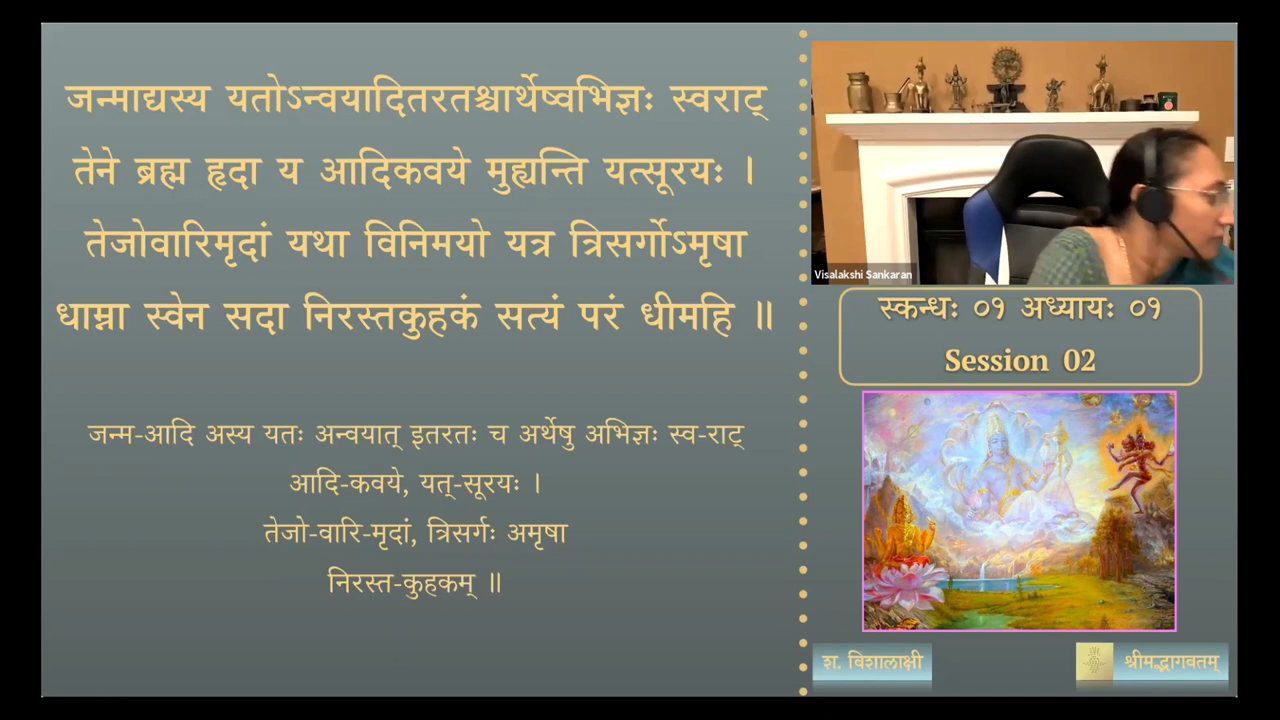 जन्माद्यस्य यतोऽन्वयादितरतश्चार्थेष्वभिज्ञः स्वराट्
तेने ब्रह्म हृदा य आदिकवये मुह्यन्ति यत्सूरयः ।
तेजोवारिमृदां यथा विनिमयो यत्र त्रिसर्गोऽमृषा
धाम्ना स्वेन सदा निरस्तकुहकं सत्यं परं धीमहि ॥
जन्म-आदि अस्य यतः अन्वयात् इतरतः च अर्थेषु अभिज्ञः स्व-राट्
आदि-कवये, यत्-सूरयः ।
तेजो-वारि-मृदां, त्रिसर्गः अमृषा
निरस्त-कुहकम् ॥
Visalakshi Sankaran
स्कन्धः ०१ अध्यायः ०१
Session 02
श. विशालाक्षी
श्रीमद्भागवतम्